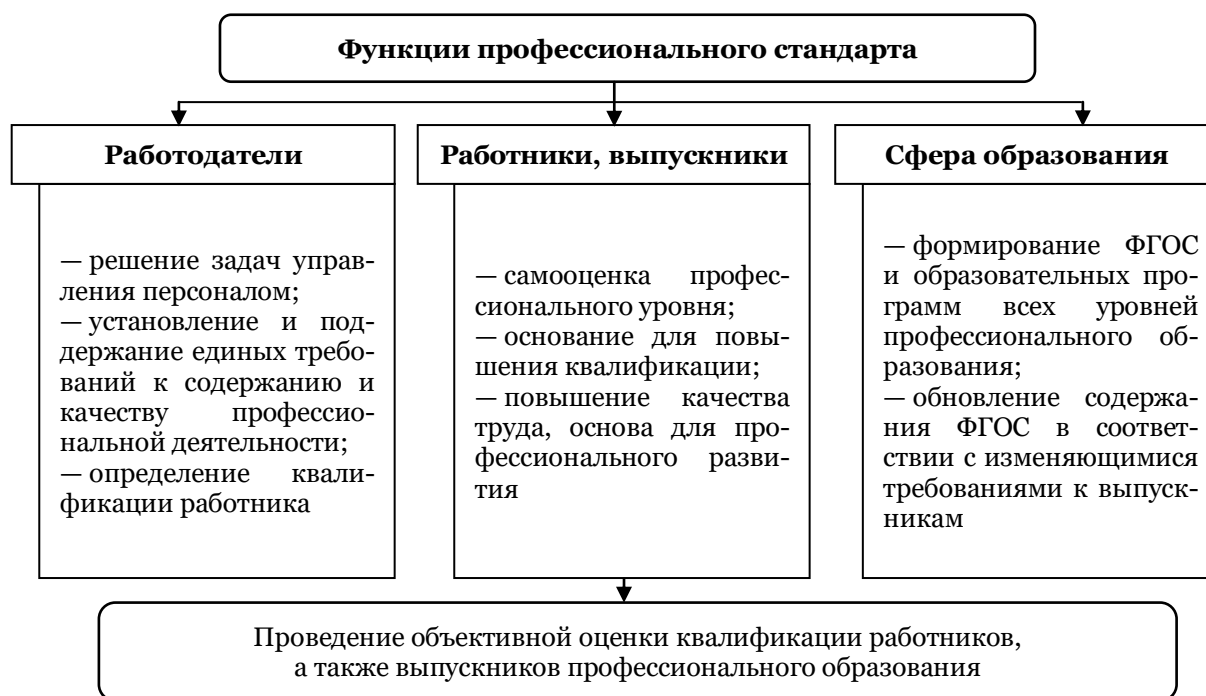 Функции профессионального стандарта
Работодатели
— решение задач управ-
ления персоналом;
— установление и под-
держание единых требо-
ваний к содержанию и
качеству профессио-
нальной деятельности;
— определение квали-
фикации работника
Работники, выпускники
— самооценка профес-
сионального уровня;
— основание для повы-
шения квалификации;
— повышение качества
труда, основа для про-
фессионального разви-
тия
Сфера образования
— формирование ФГОС
и образовательных про-
грамм всех уровней
профессионального об-
разования;
— обновление содержа-
ния ФГОС в соответ-
ствии с изменяющимися
требованиями к выпуск-
никам
Проведение объективной оценки квалификации работников,
а также выпускников профессионального образования